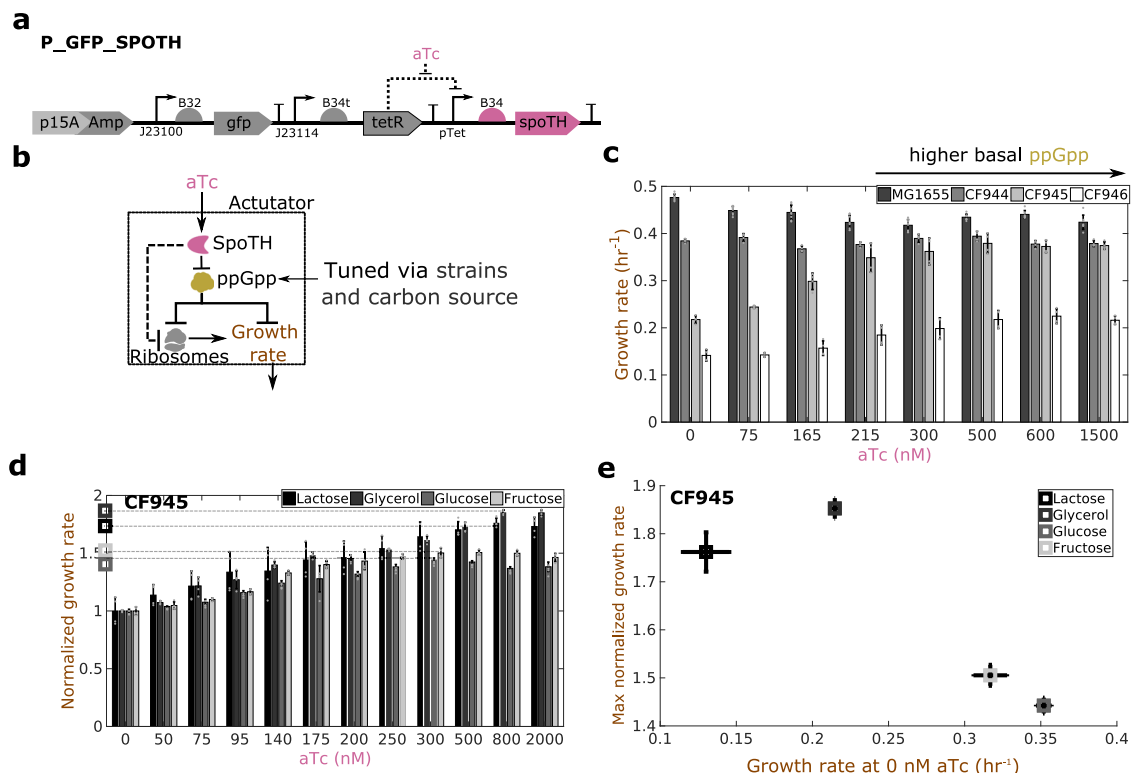 a
P_GFP_SPOTH
aTc
B32
B34t
B34
p15A
Amp
gfp
tetR
spoTH
J23100
J23114
pTet
b
aTc
Actutator
SpoTH
ppGpp
Tuned via strains
and carbon source
Ribosomes
Growth
rate
c
higher basal ppGpp
MG1655 CF944 CF945 CF946
Growth rate (hr⁻¹)
0.5
0.4
0.3
0.2
0.1
0
0 75 165 215 300 500 600 1500
aTc (nM)
d
CF945
Lactose Glycerol Glucose Fructose
Normalized growth rate
2
1.5
1
0.5
0
0 50 75 95 140 175 200 250 300 500 800 2000
aTc (nM)
e
CF945
Lactose
Glycerol
Glucose
Fructose
Max normalized growth rate
1.9
1.8
1.7
1.6
1.5
1.4
0.1 0.15 0.2 0.25 0.3 0.35 0.4
Growth rate at 0 nM aTc (hr⁻¹)